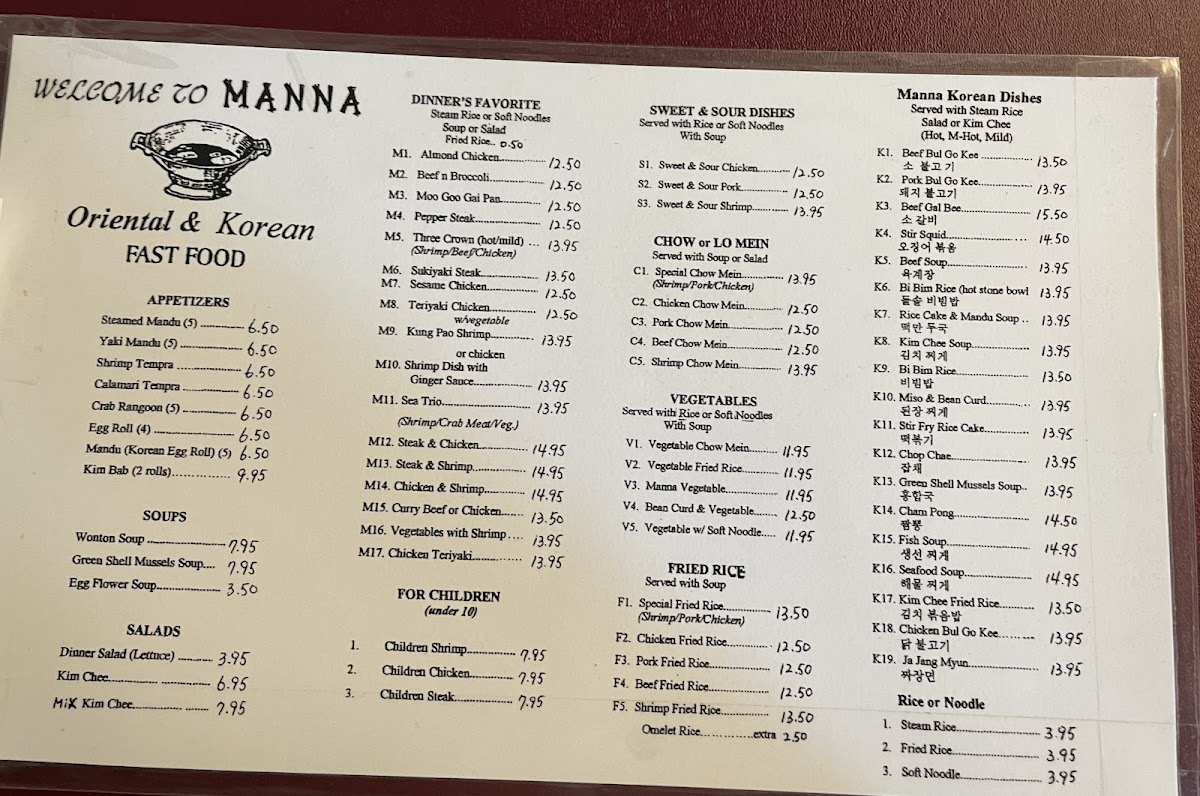 WELCOME TO MANNA
Oriental & Korean
FAST FOOD
APPETIZERS
Steamed Mandu (5) ............ 6.50
Yaki Mandu (5) ............ 6.50
Shrimp Tempra ............ 6.50
Calamari Tempra ............ 6.50
Crab Rangoon (5) ............ 6.50
Egg Roll (4) ............ 6.50
Mandu (Korean Egg Roll) (5) 6.50
Kim Bab (2 rolls)............ 9.95
SOUPS
Wonton Soup ............ 7.95
Green Shell Mussels Soup.... 7.95
Egg Flower Soup............ 3.50
SALADS
Dinner Salad (Lettuce) .......... 3.95
Kim Chee............ 6.95
MiX Kim Chee............ 7.95
DINNER'S FAVORITE
Steam Rice or Soft Noodles
Soup or Salad
Fried Rice.. 0.50
M1. Almond Chicken............ 12.50
M2. Beef n Broccoli............ 12.50
M3. Moo Goo Gai Pan............ 12.50
M4. Pepper Steak............ 12.50
M5. Three Crown (hot/mild) ... 13.95
(Shrimp/Beef/Chicken)
M6. Sukiyaki Steak............ 13.50
M7. Sesame Chicken............ 12.50
M8. Teriyaki Chicken............ 12.50
w/vegetable
M9. Kung Pao Shrimp............ 13.95
or chicken
M10. Shrimp Dish with
Ginger Sauce............ 13.95
M11. Sea Trio............ 13.95
(Shrimp/Crab Meat/Veg.)
M12. Steak & Chicken............ 14.95
M13. Steak & Shrimp............ 14.95
M14. Chicken & Shrimp............ 14.95
M15. Curry Beef or Chicken....... 13.50
M16. Vegetables with Shrimp.... 13.95
M17. Chicken Teriyaki............ 13.95
FOR CHILDREN
(under 10)
1. Children Shrimp............ 7.95
2. Children Chicken............ 7.95
3. Children Steak............ 7.95
SWEET & SOUR DISHES
Served with Rice or Soft Noodles
With Soup
S1. Sweet & Sour Chicken.......... 12.50
S2. Sweet & Sour Pork............ 12.50
S3. Sweet & Sour Shrimp............ 13.95
CHOW or LO MEIN
Served with Soup or Salad
C1. Special Chow Mein............ 13.95
(Shrimp/Pork/Chicken)
C2. Chicken Chow Mein............ 12.50
C3. Pork Chow Mein............ 12.50
C4. Beef Chow Mein............ 12.50
C5. Shrimp Chow Mein............ 13.95
VEGETABLES
Served with Rice or Soft Noodles
With Soup
V1. Vegetable Chow Mein......... 11.95
V2. Vegetable Fried Rice............ 11.95
V3. Manna Vegetable............ 11.95
V4. Bean Curd & Vegetable....... 12.50
V5. Vegetable w/ Soft Noodle..... 11.95
FRIED RICE
Served with Soup
F1. Special Fried Rice............ 13.50
(Shrimp/Pork/Chicken)
F2. Chicken Fried Rice............ 12.50
F3. Pork Fried Rice............ 12.50
F4. Beef Fried Rice............ 12.50
F5. Shrimp Fried Rice............ 13.50
Omelet Rice............extra 2.50
Manna Korean Dishes
Served with Steam Rice
Salad or Kim Chee
(Hot, M-Hot, Mild)
K1. Beef Bul Go Kee ............ 13.50
소 불고기
K2. Pork Bul Go Kee............ 13.95
돼지 불고기
K3. Beef Gal Bee............ 15.50
소 갈비
K4. Stir Squid............ 14.50
오징어 볶음
K5. Beef Soup............ 13.95
육게장
K6. Bi Bim Rice (hot stone bowl 13.95
돌솥 비빔밥
K7. Rice Cake & Mandu Soup .. 13.95
떡만 두국
K8. Kim Chee Soup............ 13.95
김치 찌게
K9. Bi Bim Rice............ 13.50
비빔밥
K10. Miso & Bean Curd............ 13.95
된장 찌게
K11. Stir Fry Rice Cake............ 13.95
떡볶기
K12. Chop Chae............ 13.95
잡채
K13. Green Shell Mussels Soup.. 13.95
홍합국
K14. Cham Pong............ 14.50
짬뽕
K15. Fish Soup............ 14.95
생선 찌게
K16. Seafood Soup............ 14.95
해물 찌게
K17. Kim Chee Fried Rice............ 13.50
김치 볶음밥
K18. Chicken Bul Go Kee......... 13.95
닭 불고기
K19. Ja Jang Myun............ 13.95
짜장면
Rice or Noodle
1. Steam Rice............ 3.95
2. Fried Rice............ 3.95
3. Soft Noodle............ 3.95